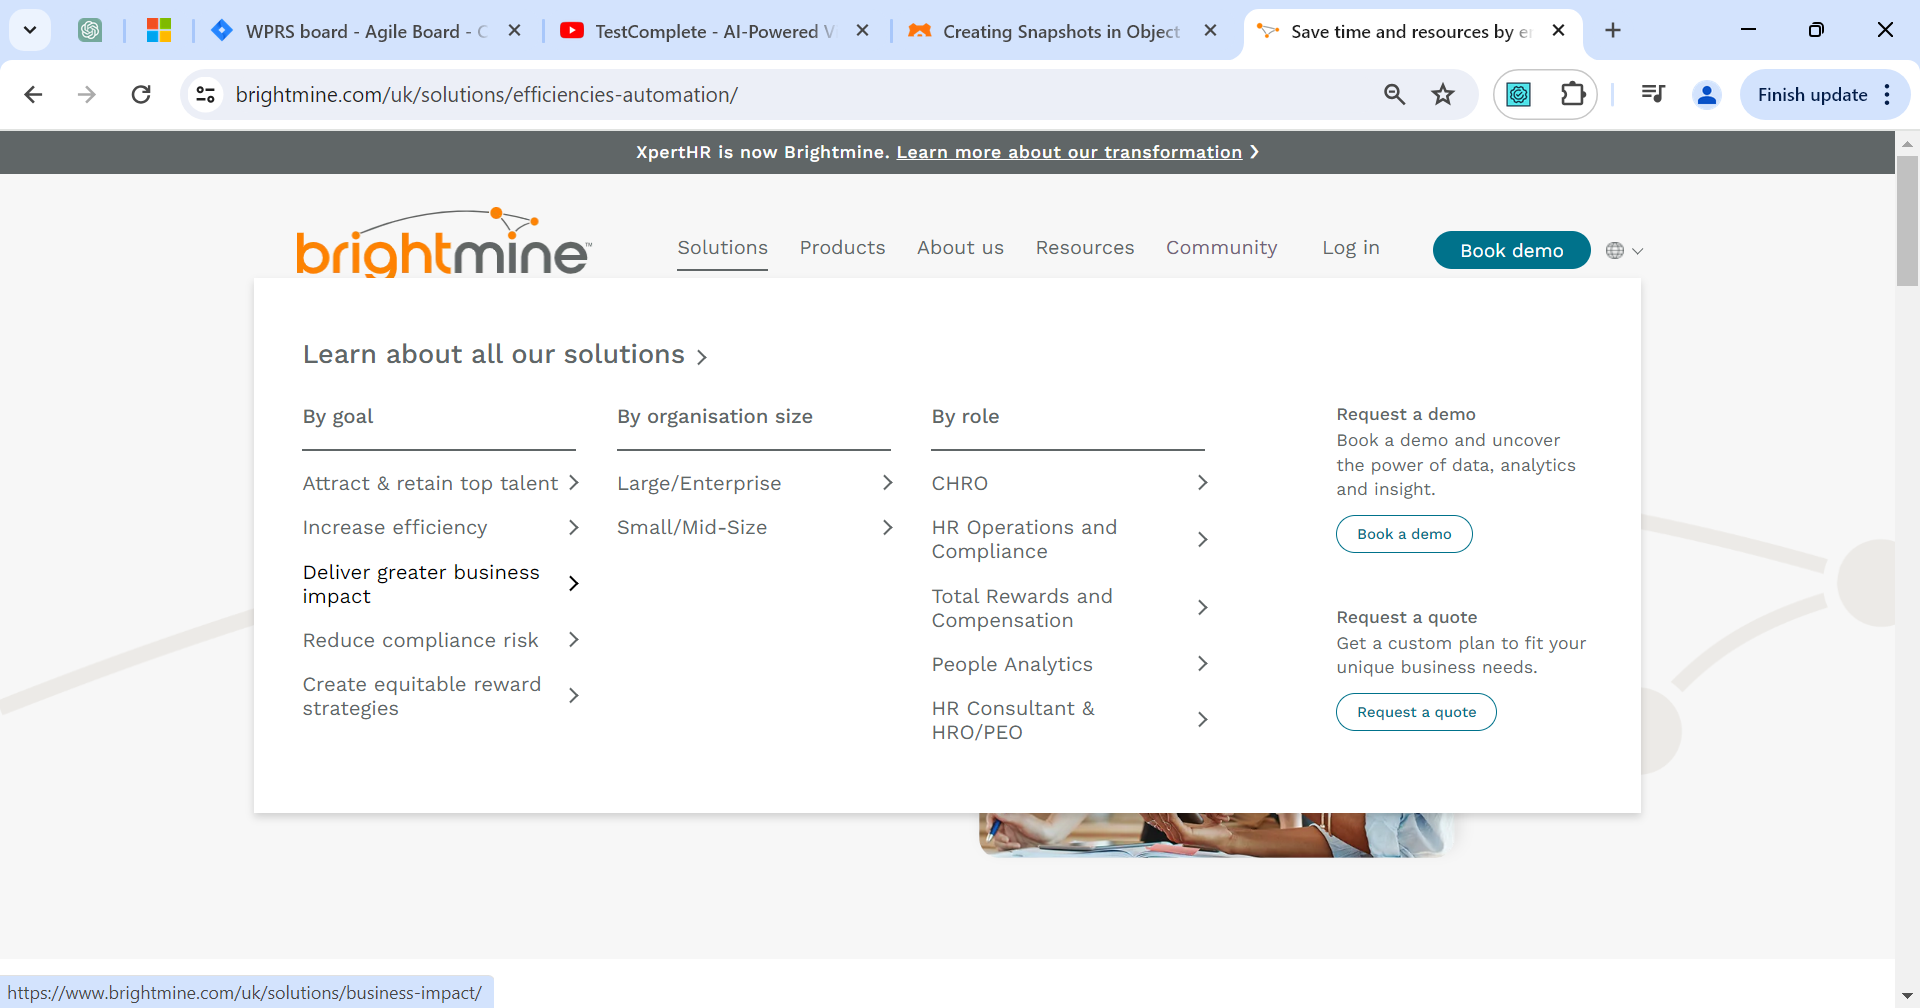 WPRS board - Agile Board - C
TestComplete - AI-Powered V
Creating Snapshots in Object
Save time and resources by e
brightmine.com/uk/solutions/efficiencies-automation/
Finish update
XpertHR is now Brightmine. Learn more about our transformation ❯
brightmine™
Solutions
Products
About us
Resources
Community
Log in
Book demo
Learn about all our solutions
By goal
Attract & retain top talent
Increase efficiency
Deliver greater business
impact
Reduce compliance risk
Create equitable reward
strategies
By organisation size
Large/Enterprise
Small/Mid-Size
By role
CHRO
HR Operations and
Compliance
Total Rewards and
Compensation
People Analytics
HR Consultant &
HRO/PEO
Request a demo
Book a demo and uncover
the power of data, analytics
and insight.
Book a demo
Request a quote
Get a custom plan to fit your
unique business needs.
Request a quote
https://www.brightmine.com/uk/solutions/business-impact/